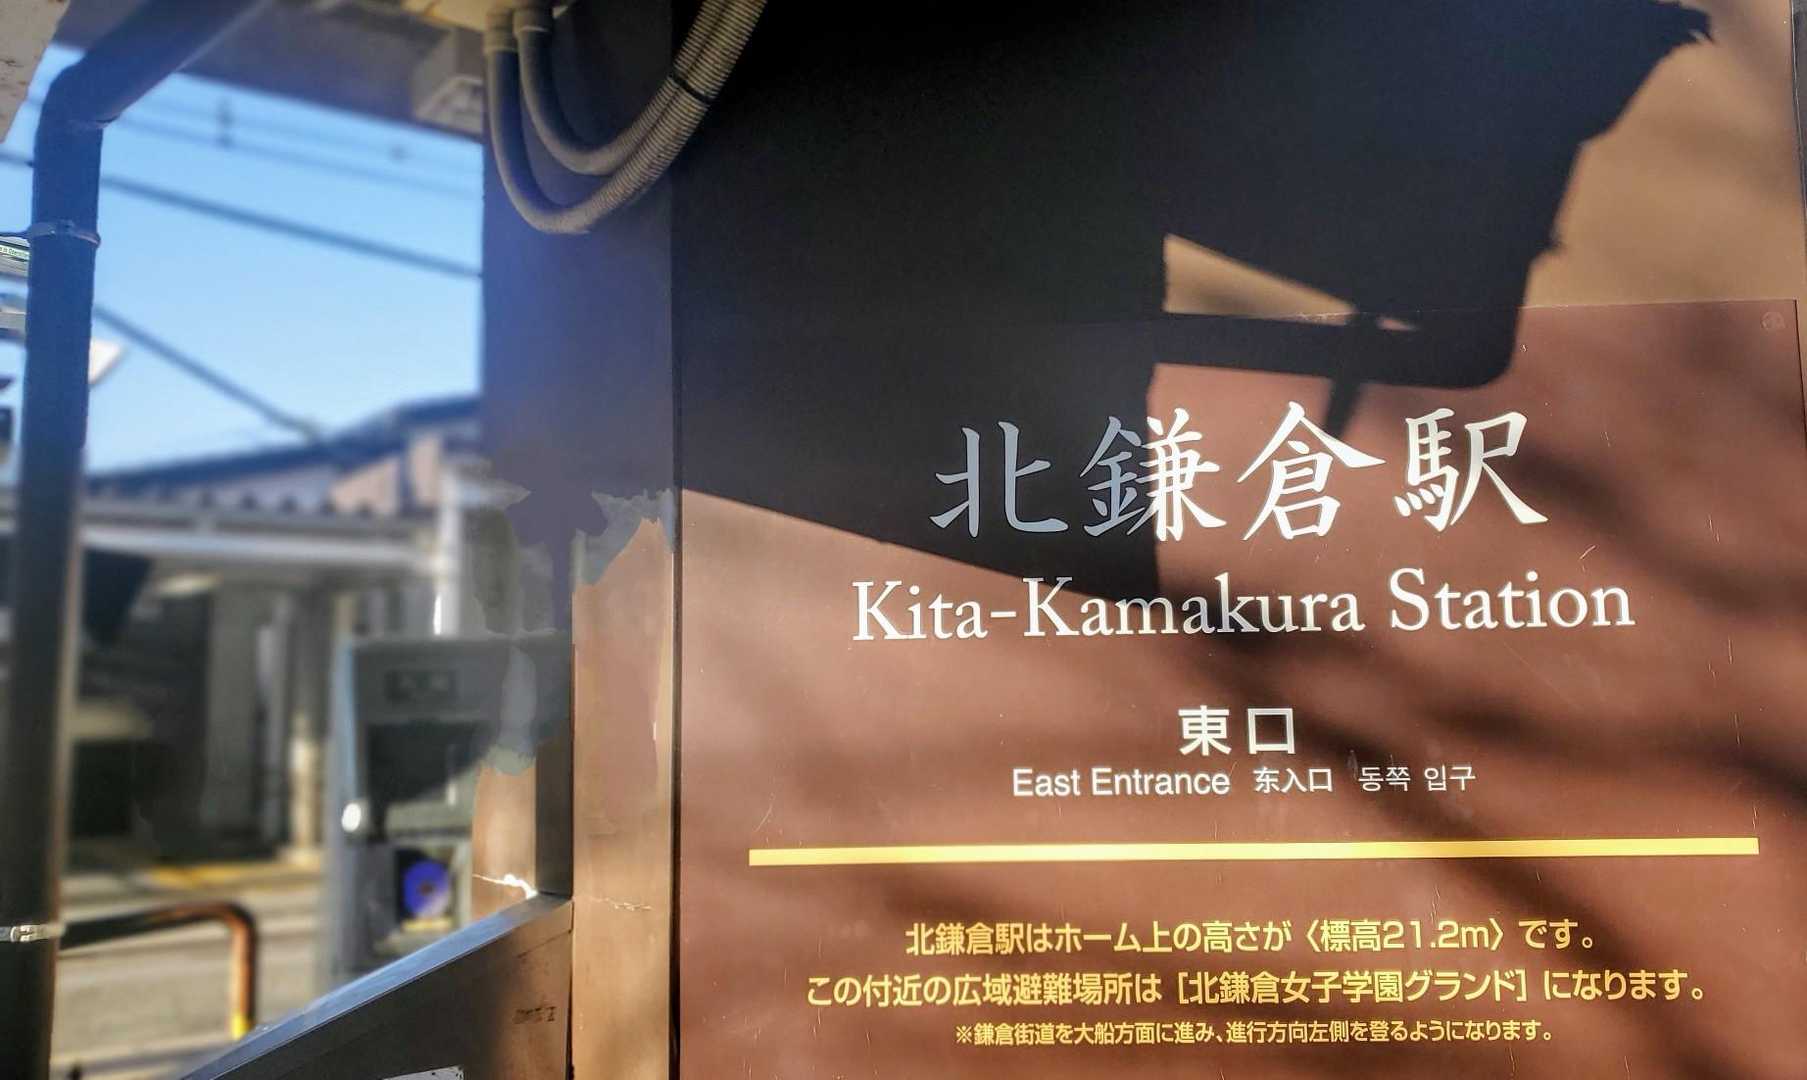 北鎌倉駅
Kita-Kamakura Station
東口
East Entrance 东入口 동쪽 입구
北鎌倉駅はホーム上の高さが〈標高21.2m〉です。
この付近の広域避難場所は［北鎌倉女子学園グランド］になります。
※鎌倉街道を大船方面に進み、進行方向左側を登るようになります。